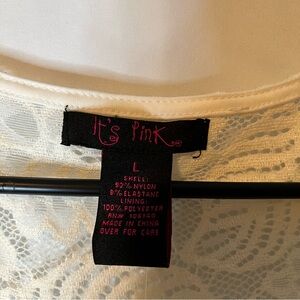 It's Pink
L
SHELL:
92% NYLON
8% ELASTANE
LINING:
100% POLYESTER
MADE IN CHINA
OVER FOR CARE